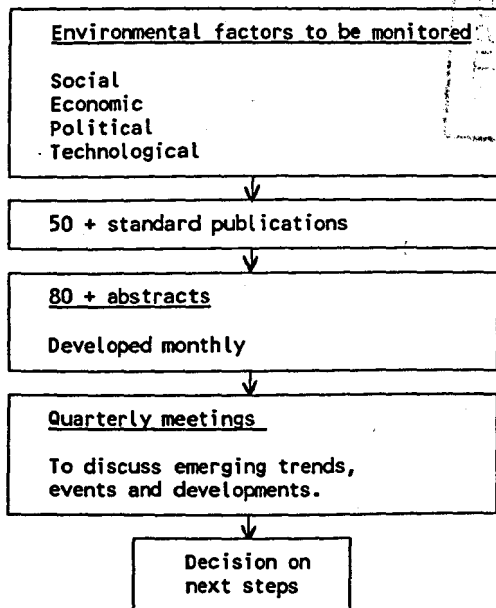 Environmental factors to be monitored
Social
Economic
Political
Technological
50 + standard publications
80 + abstracts
Developed monthly
Quarterly meetings
To discuss emerging trends,
events and developments.
Decision on
next steps